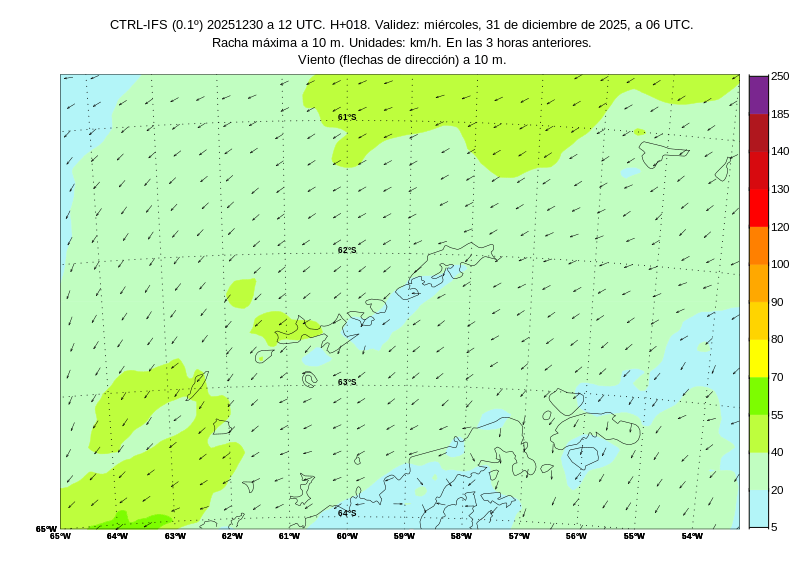 CTRL-IFS (0.1º) 20251230 a 12 UTC. H+018. Validez: miércoles, 31 de diciembre de 2025, a 06 UTC.
Racha máxima a 10 m. Unidades: km/h. En las 3 horas anteriores.
Viento (flechas de dirección) a 10 m.
250
185
140
130
120
100
90
80
70
55
40
20
5
61°S
62°S
63°S
64°S
65°W
65°W 64°W 63°W 62°W 61°W 60°W 59°W 58°W 57°W 56°W 55°W 54°W